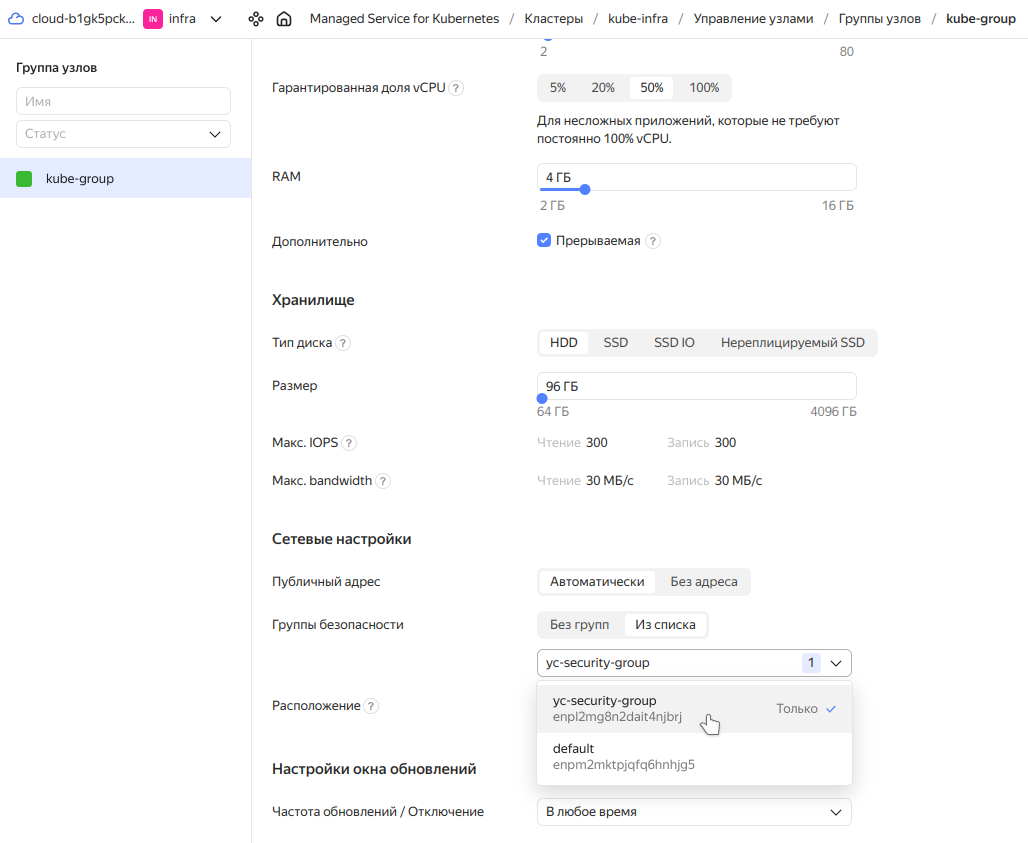 cloud-b1gk5pck... IN infra Managed Service for Kubernetes / Кластеры / kube-infra / Управление узлами / Группы узлов / kube-group
Группа узлов
Имя
Статус
kube-group
2 80
Гарантированная доля vCPU ? 5% 20% 50% 100%
Для несложных приложений, которые не требуют
постоянно 100% vCPU.
RAM 4 ГБ
2 ГБ 16 ГБ
Дополнительно Прерываемая ?
Хранилище
Тип диска ? HDD SSD SSD IO Нереплицируемый SSD
Размер 96 ГБ
64 ГБ 4096 ГБ
Макс. IOPS ? Чтение 300 Запись 300
Макс. bandwidth ? Чтение 30 МБ/с Запись 30 МБ/с
Сетевые настройки
Публичный адрес Автоматически Без адреса
Группы безопасности Без групп Из списка
yc-security-group 1
Расположение ?
yc-security-group Только
enpl2mg8n2dait4njbrj
default
enpm2mktpjqfq6hnhjg5
Настройки окна обновлений
Частота обновлений / Отключение В любое время